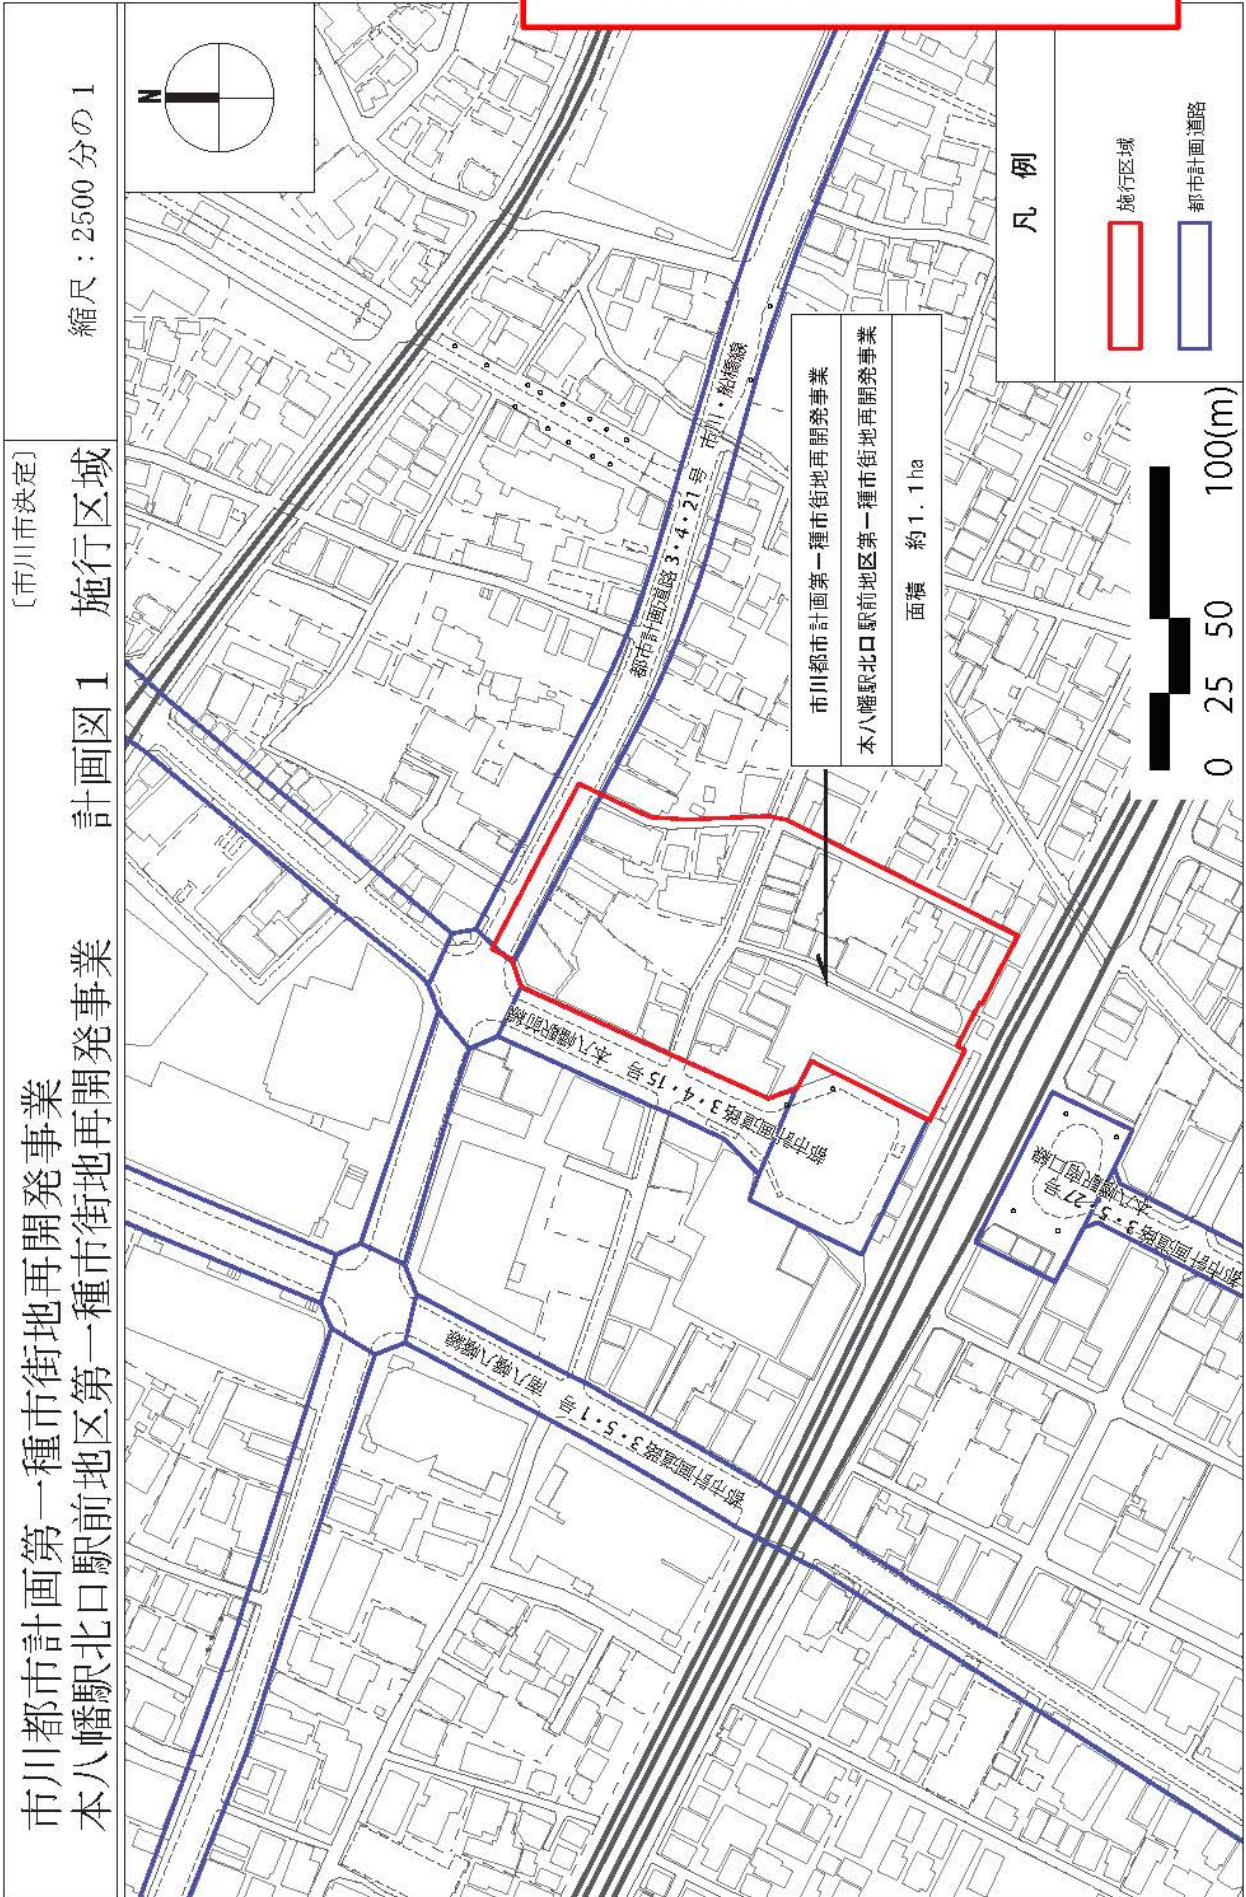 市川都市計画第一種市街地再開発事業
本八幡駅北口駅前地区第一種市街地再開発事業
計画図1 施行区域
〔市川市決定〕
縮尺：2500分の1
N
都市計画道路3・4・21号 市川・船橋線
都市計画道路3・4・15号 本八幡駅前線
都市計画道路3・5・1号 南八幡八幡線
都市計画道路3・5・27号
本八幡駅南口線
市川都市計画第一種市街地再開発事業
本八幡駅北口駅前地区第一種市街地再開発事業
面積 約1.1ha
凡例
施行区域
都市計画道路
0 25 50 100(m)